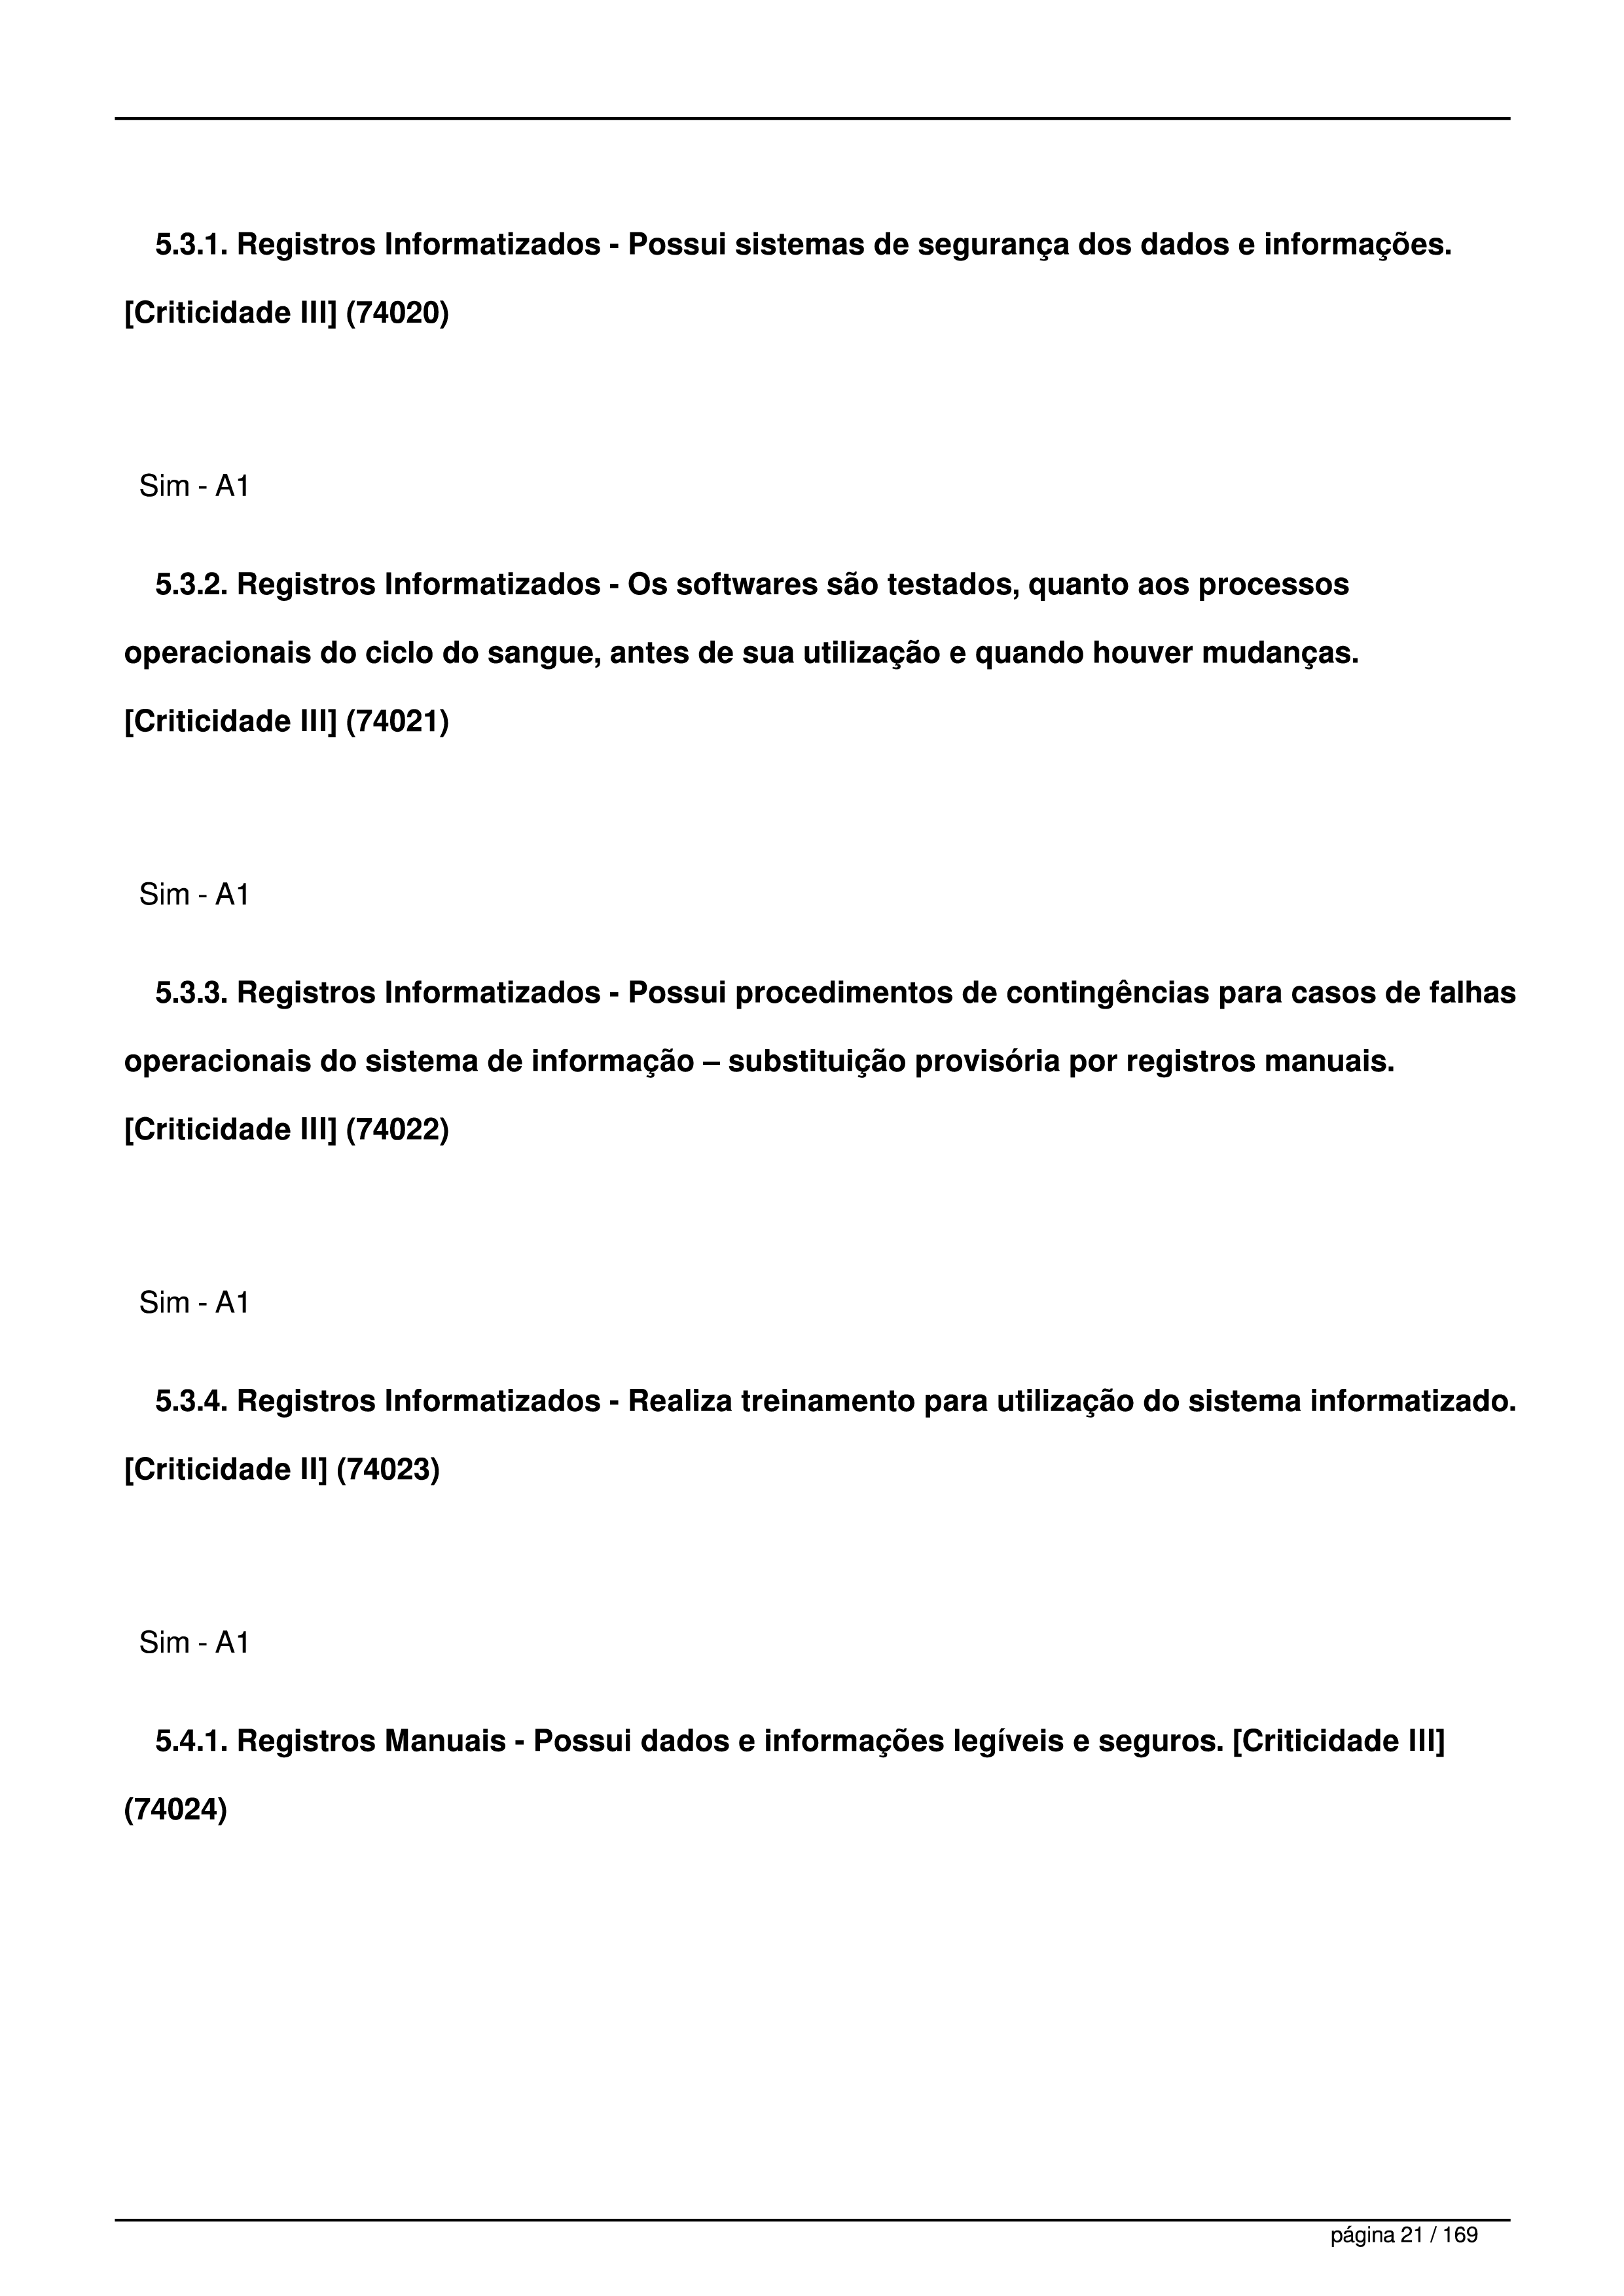 5.3.1. Registros Informatizados - Possui sistemas de segurança dos dados e informações.
[Criticidade III] (74020)
Sim - A1
5.3.2. Registros Informatizados - Os softwares são testados, quanto aos processos
operacionais do ciclo do sangue, antes de sua utilização e quando houver mudanças.
[Criticidade III] (74021)
Sim - A1
5.3.3. Registros Informatizados - Possui procedimentos de contingências para casos de falhas
operacionais do sistema de informação – substituição provisória por registros manuais.
[Criticidade III] (74022)
Sim - A1
5.3.4. Registros Informatizados - Realiza treinamento para utilização do sistema informatizado.
[Criticidade II] (74023)
Sim - A1
5.4.1. Registros Manuais - Possui dados e informações legíveis e seguros. [Criticidade III]
(74024)
página 21 / 169